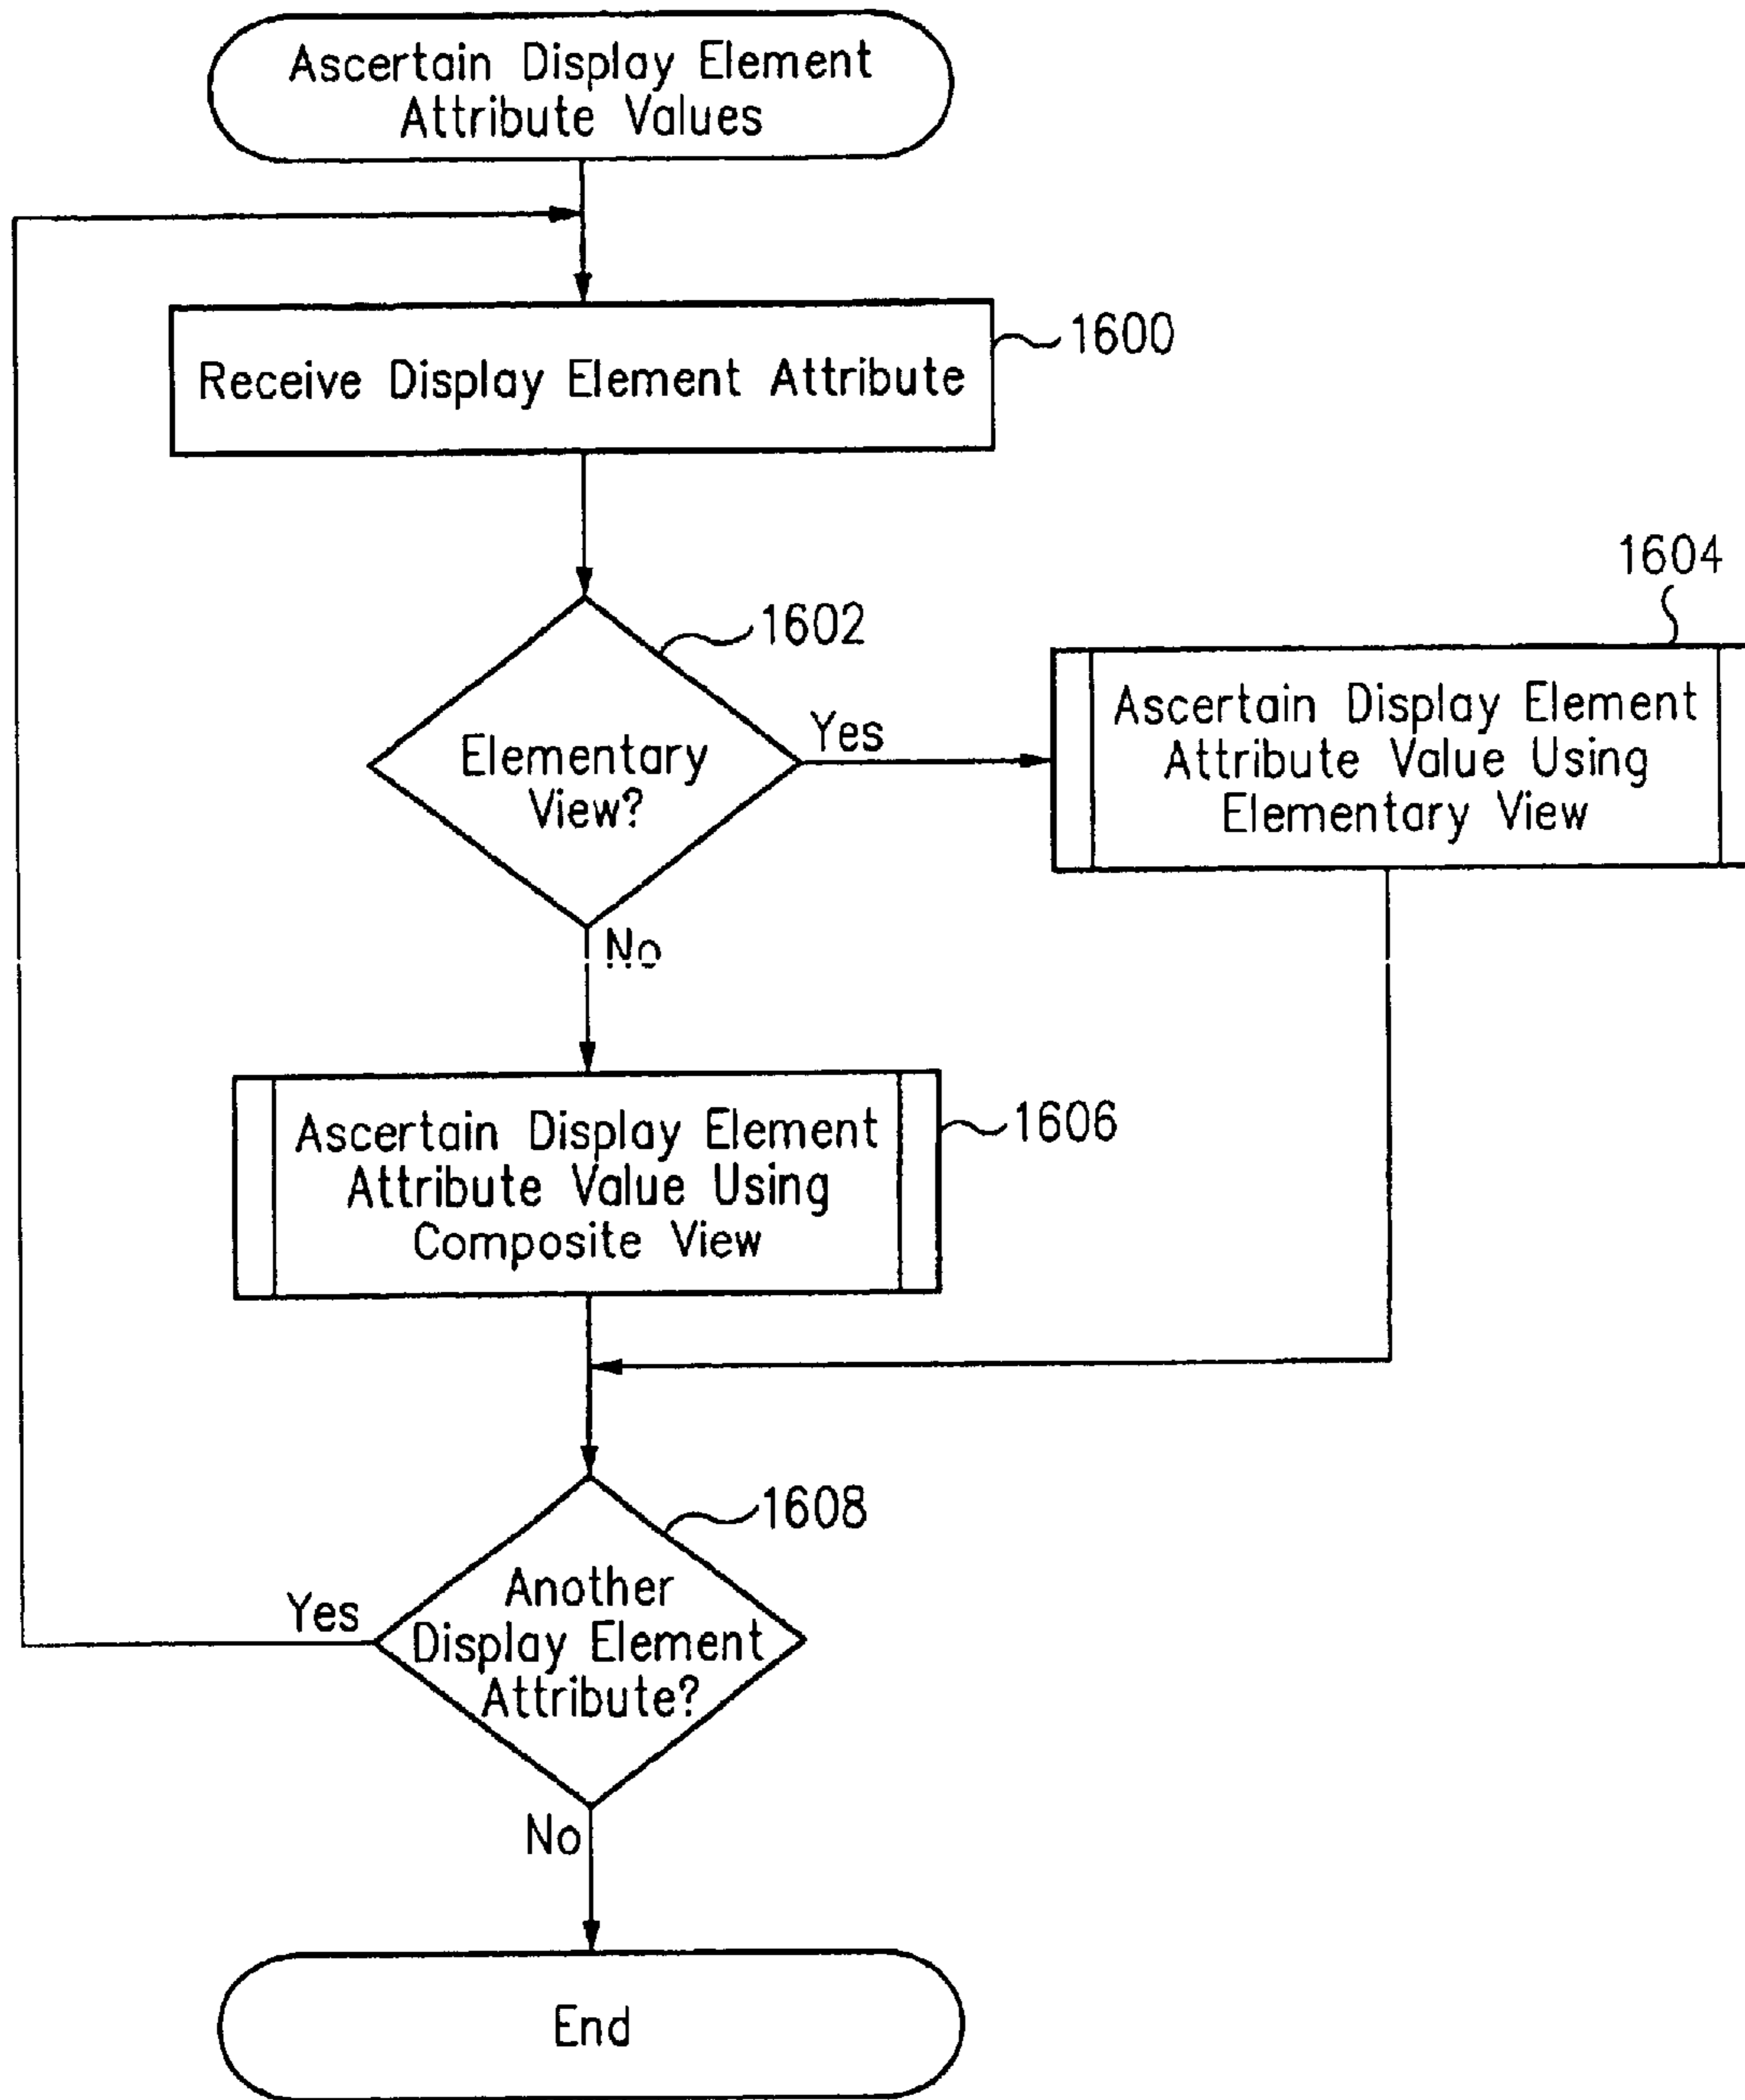 Ascertain Display Element
Attribute Values
Receive Display Element Attribute
1600
1602
Elementary
View?
Yes
No
1604
Ascertain Display Element
Attribute Value Using
Elementary View
Ascertain Display Element
Attribute Value Using
Composite View
1606
1608
Another
Display Element
Attribute?
Yes
No
End